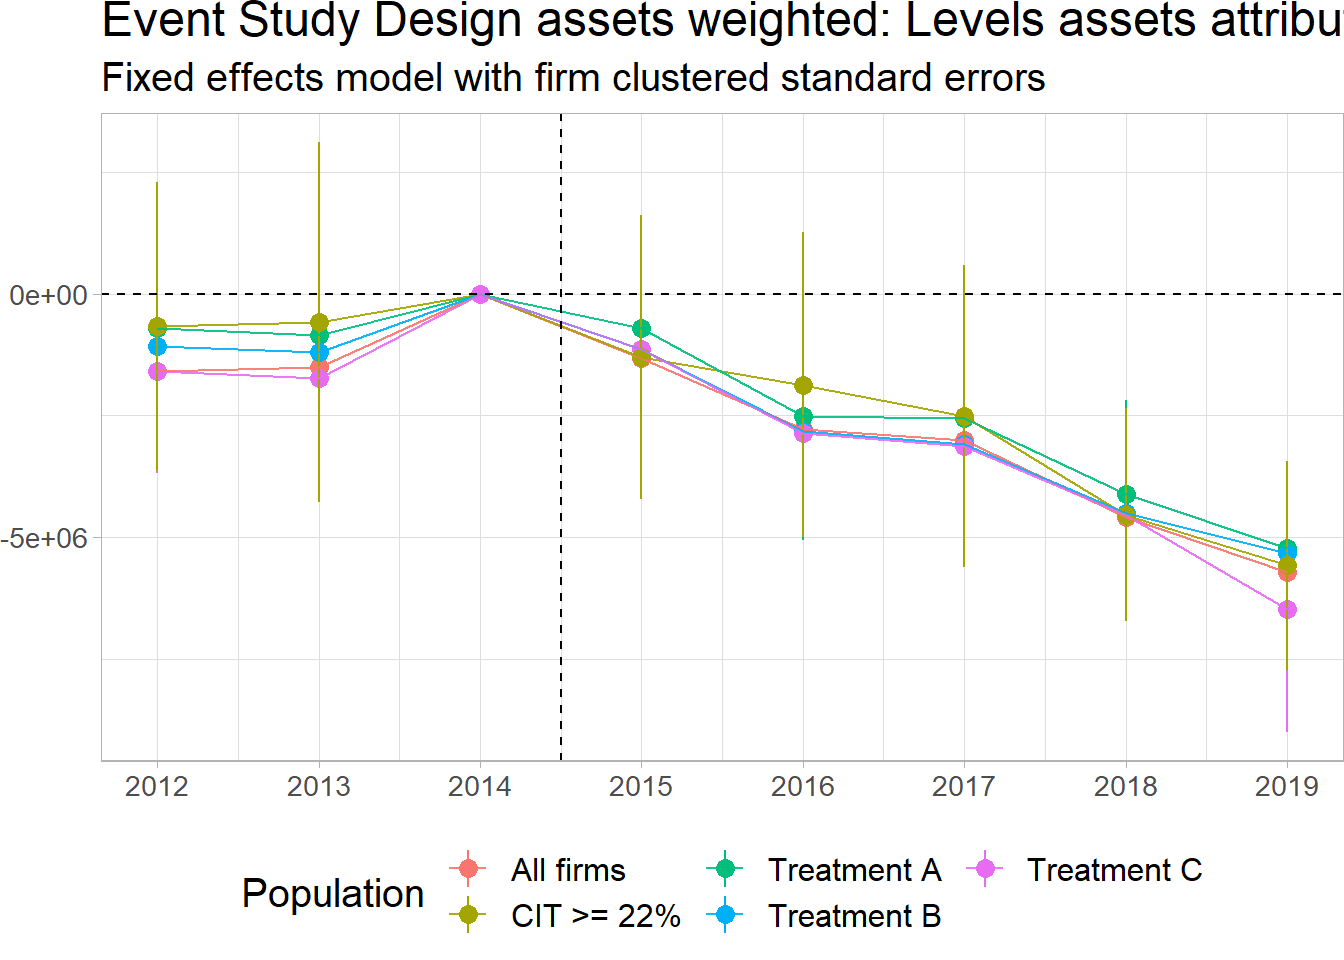 Event Study Design assets weighted: Levels assets attribu
Fixed effects model with firm clustered standard errors
0e+00
-5e+06
2012 2013 2014 2015 2016 2017 2018 2019
Population
All firms
Treatment A
Treatment C
CIT >= 22%
Treatment B